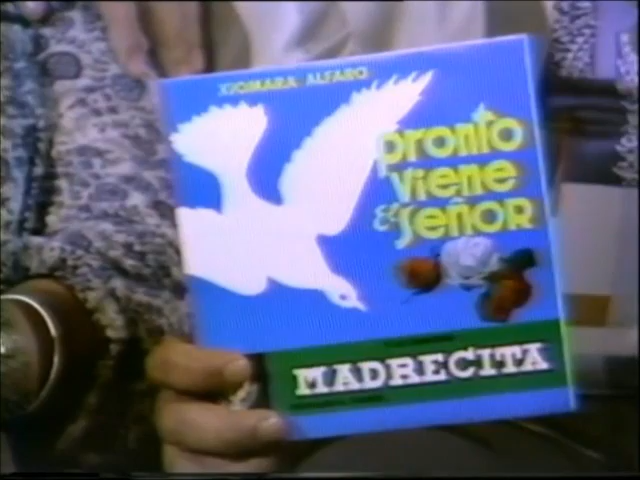 XIOMARA ALFARO
pronto
viene
el señor
MADRECITA